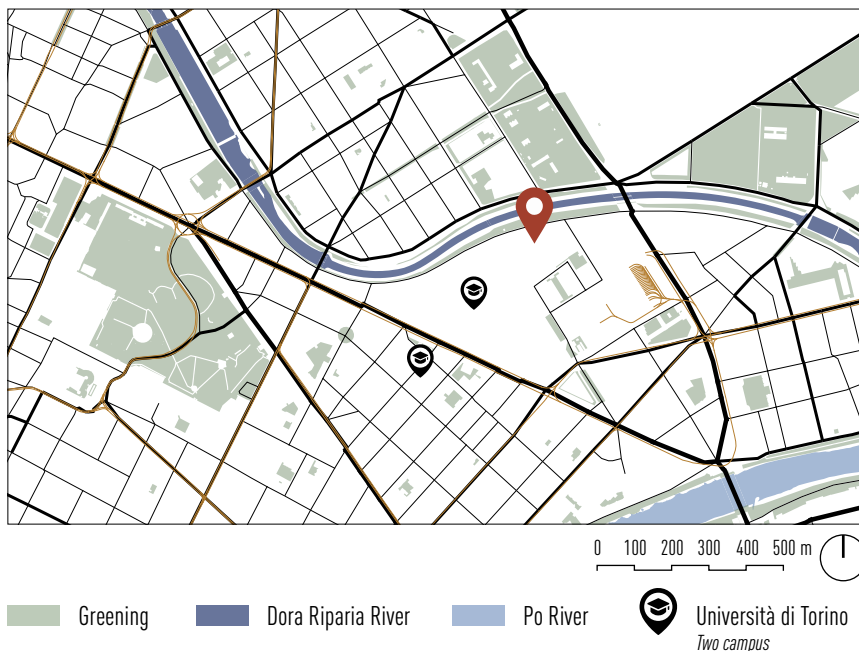 0 100 200 300 400 500 m
Greening
Dora Riparia River
Po River
Università di Torino
Two campus